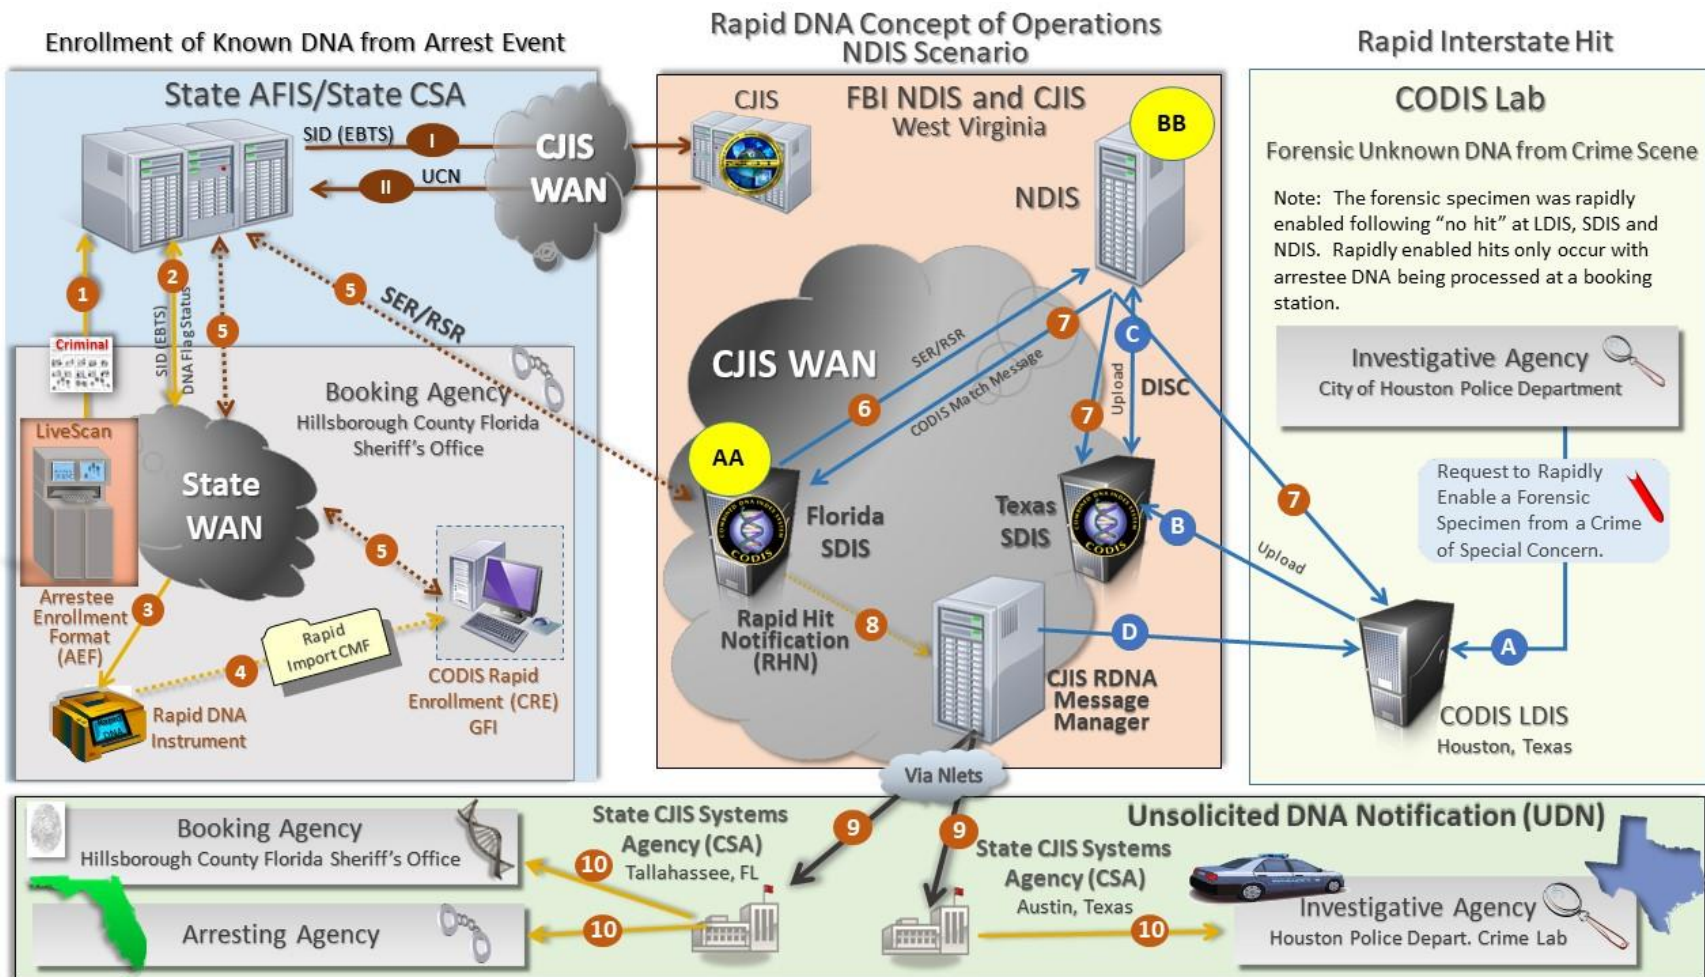 Enrollment of Known DNA from Arrest Event
Rapid DNA Concept of Operations
NDIS Scenario
Rapid Interstate Hit
State AFIS/State CSA
SID (EBTS)
I
II
UCN
CJIS
WAN
1
2
SID (EBTS)
DNA Flag Status
5
5
SER/RSR
Criminal
Booking Agency
Hillsborough County Florida
Sheriff's Office
LiveScan
State
WAN
5
Arrestee
Enrollment
Format
(AEF)
3
4
Rapid
Import CMF
Rapid DNA
Instrument
CODIS Rapid
Enrollment (CRE)
GFI
CJIS
FBI NDIS and CJIS
West Virginia
BB
NDIS
CJIS WAN
SER/RSR
6
7
CODIS Match Message
C
Upload
DISC
7
AA
Florida
SDIS
CODIS
Texas
SDIS
CODIS
Rapid Hit
Notification
(RHN)
8
D
CJIS RDNA
Message
Manager
CODIS Lab
Forensic Unknown DNA from Crime Scene
Note: The forensic specimen was rapidly
enabled following “no hit” at LDIS, SDIS and
NDIS. Rapidly enabled hits only occur with
arrestee DNA being processed at a booking
station.
Investigative Agency
City of Houston Police Department
Request to Rapidly
Enable a Forensic
Specimen from a Crime
of Special Concern.
7
B
Upload
A
CODIS LDIS
Houston, Texas
Via Nlets
9
9
Unsolicited DNA Notification (UDN)
Booking Agency
Hillsborough County Florida Sheriff's Office
Arresting Agency
10
10
State CJIS Systems
Agency (CSA)
Tallahassee, FL
State CJIS Systems
Agency (CSA)
Austin, Texas
10
Investigative Agency
Houston Police Depart. Crime Lab